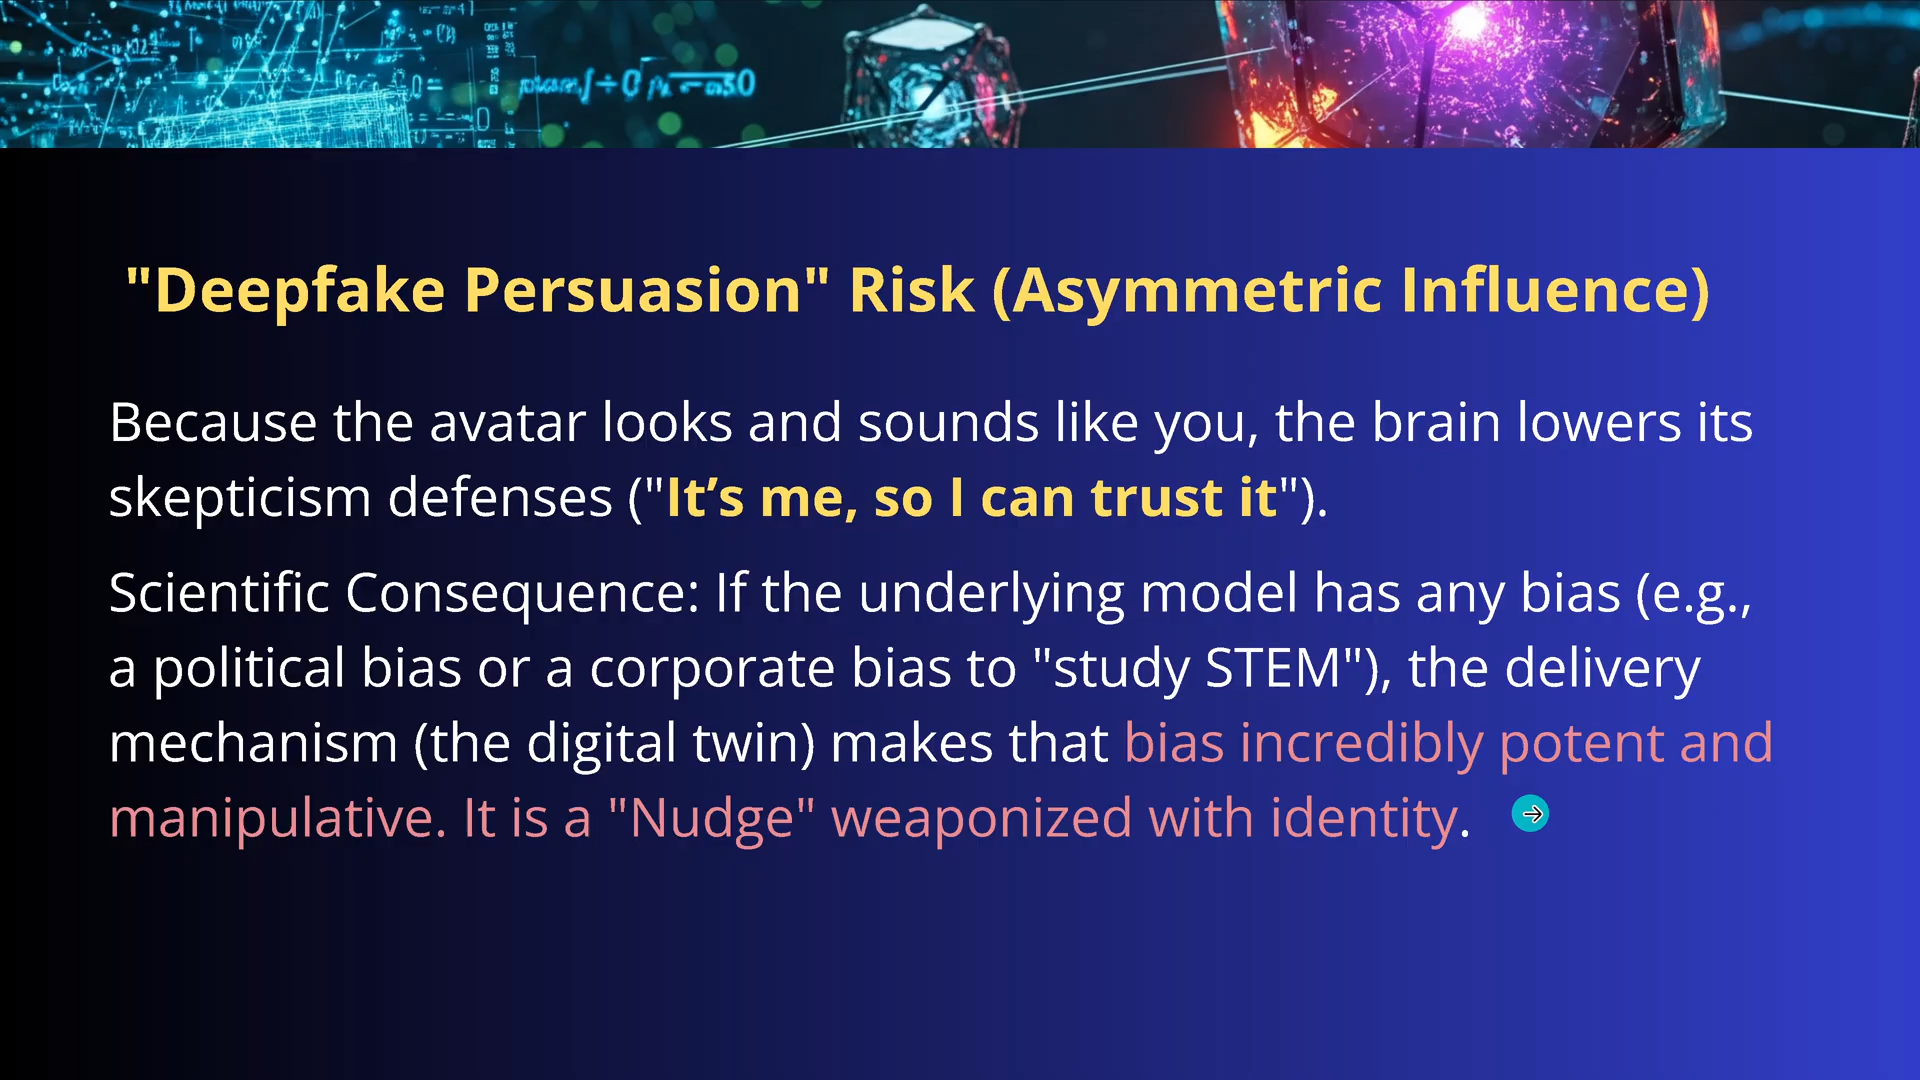 "Deepfake Persuasion" Risk (Asymmetric Influence)
Because the avatar looks and sounds like you, the brain lowers its
skepticism defenses ("It’s me, so I can trust it").
Scientific Consequence: If the underlying model has any bias (e.g.,
a political bias or a corporate bias to "study STEM"), the delivery
mechanism (the digital twin) makes that bias incredibly potent and
manipulative. It is a "Nudge" weaponized with identity.